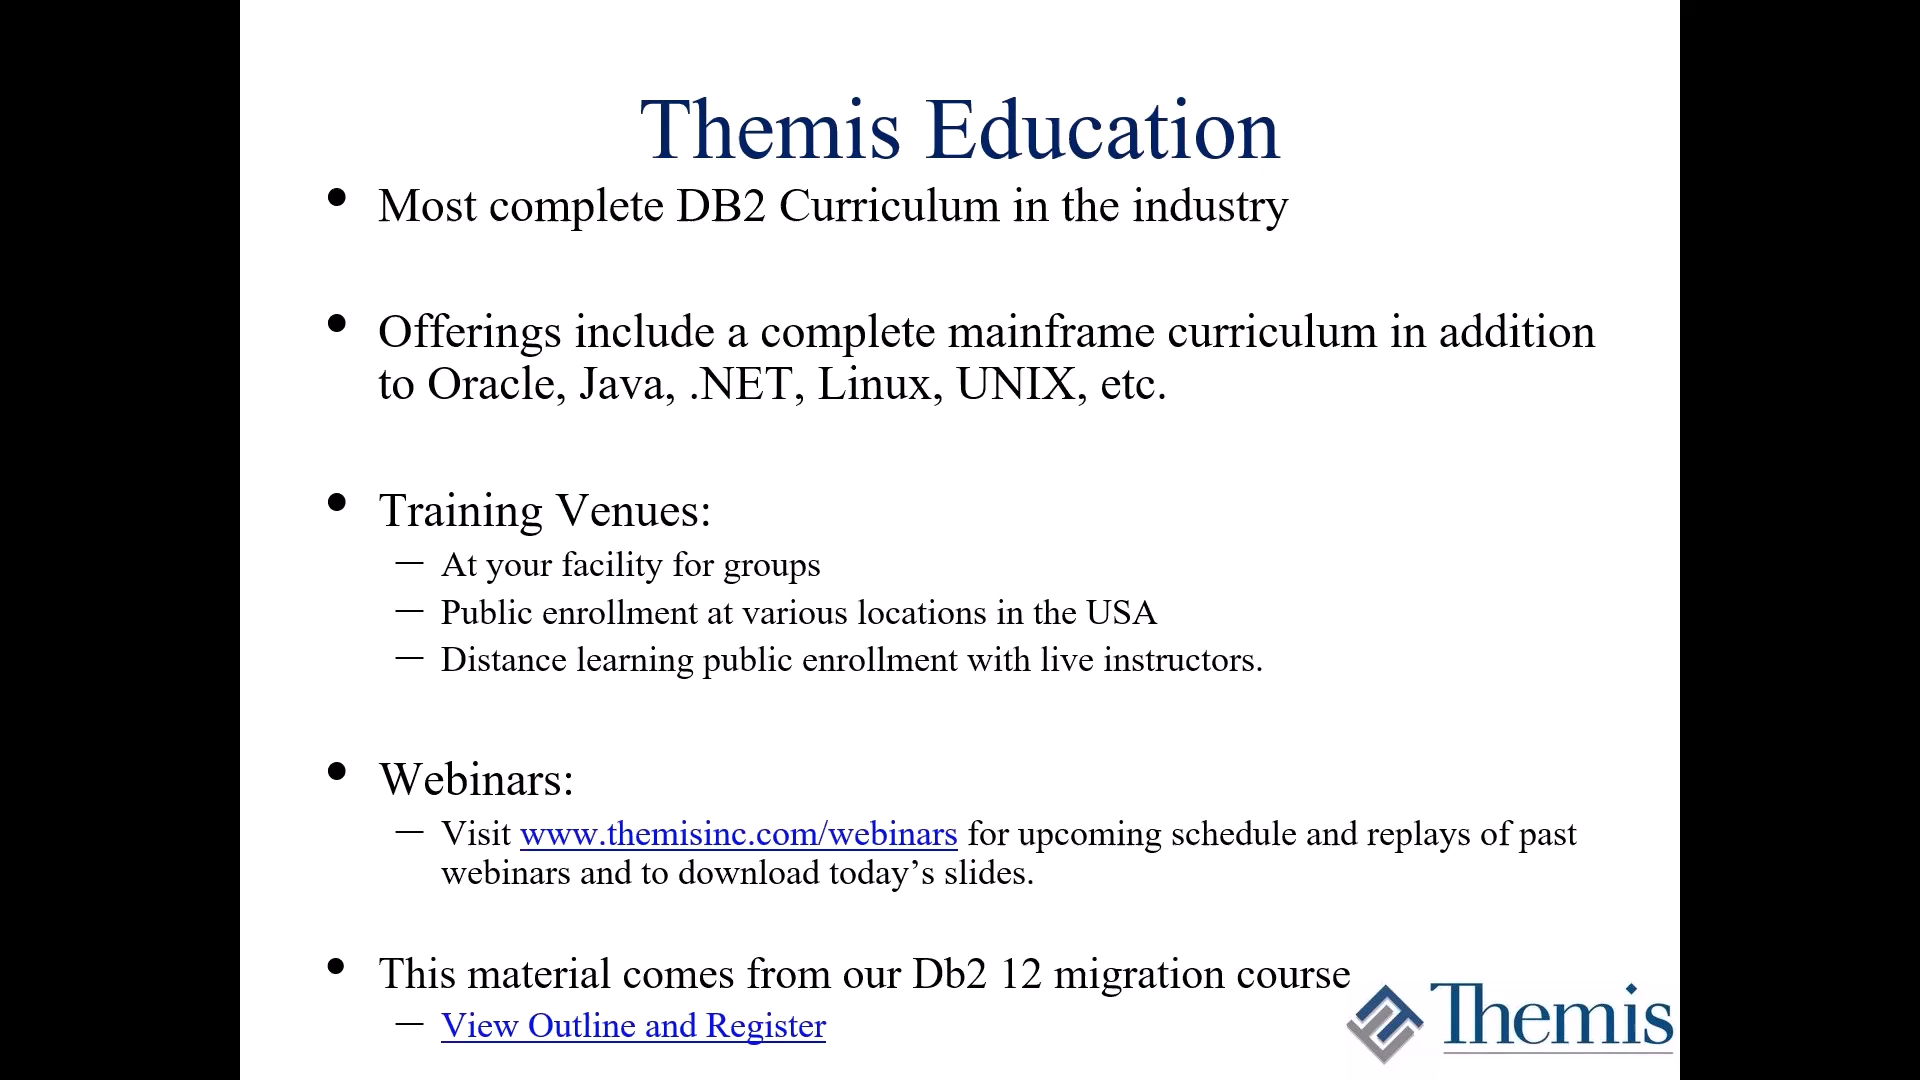 Themis Education
• Most complete DB2 Curriculum in the industry
• Offerings include a complete mainframe curriculum in addition
to Oracle, Java, .NET, Linux, UNIX, etc.
• Training Venues:
– At your facility for groups
– Public enrollment at various locations in the USA
– Distance learning public enrollment with live instructors.
• Webinars:
– Visit www.themisinc.com/webinars for upcoming schedule and replays of past
webinars and to download today’s slides.
• This material comes from our Db2 12 migration course
– View Outline and Register
Themis